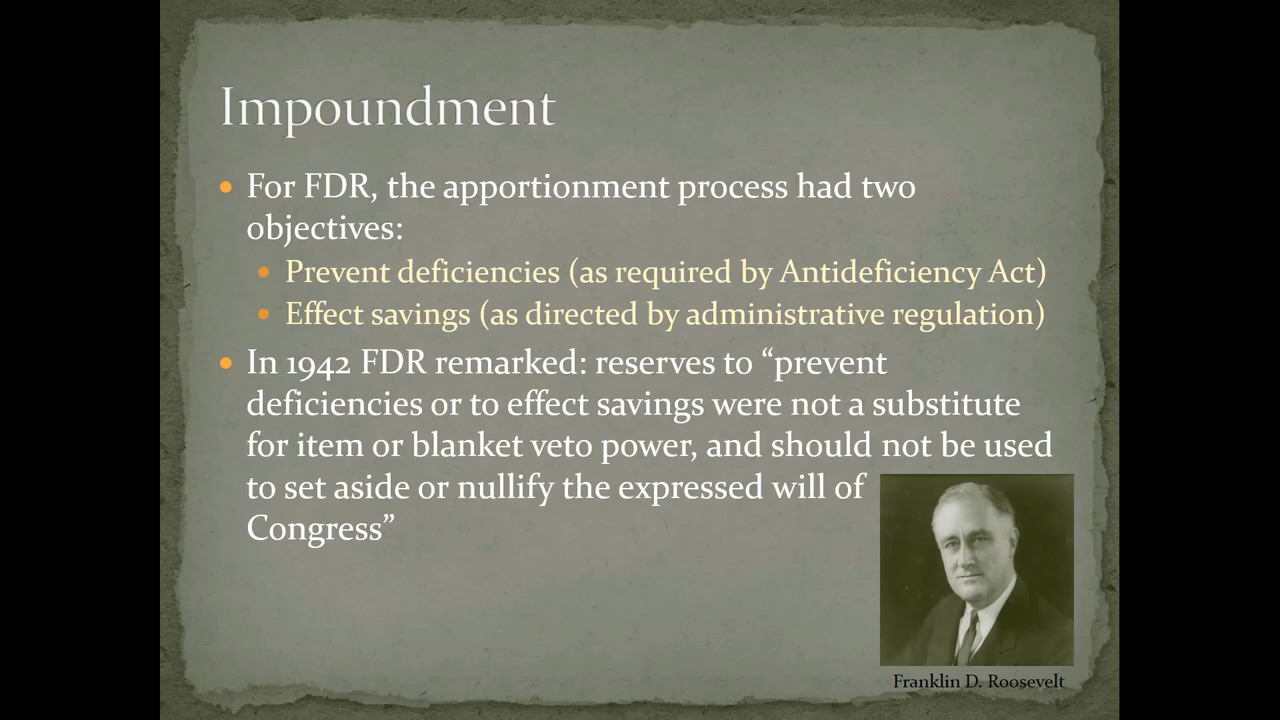 Impoundment
For FDR, the apportionment process had two
objectives:
Prevent deficiencies (as required by Antideficiency Act)
Effect savings (as directed by administrative regulation)
In 1942 FDR remarked: reserves to “prevent
deficiencies or to effect savings were not a substitute
for item or blanket veto power, and should not be used
to set aside or nullify the expressed will of
Congress”
Franklin D. Roosevelt